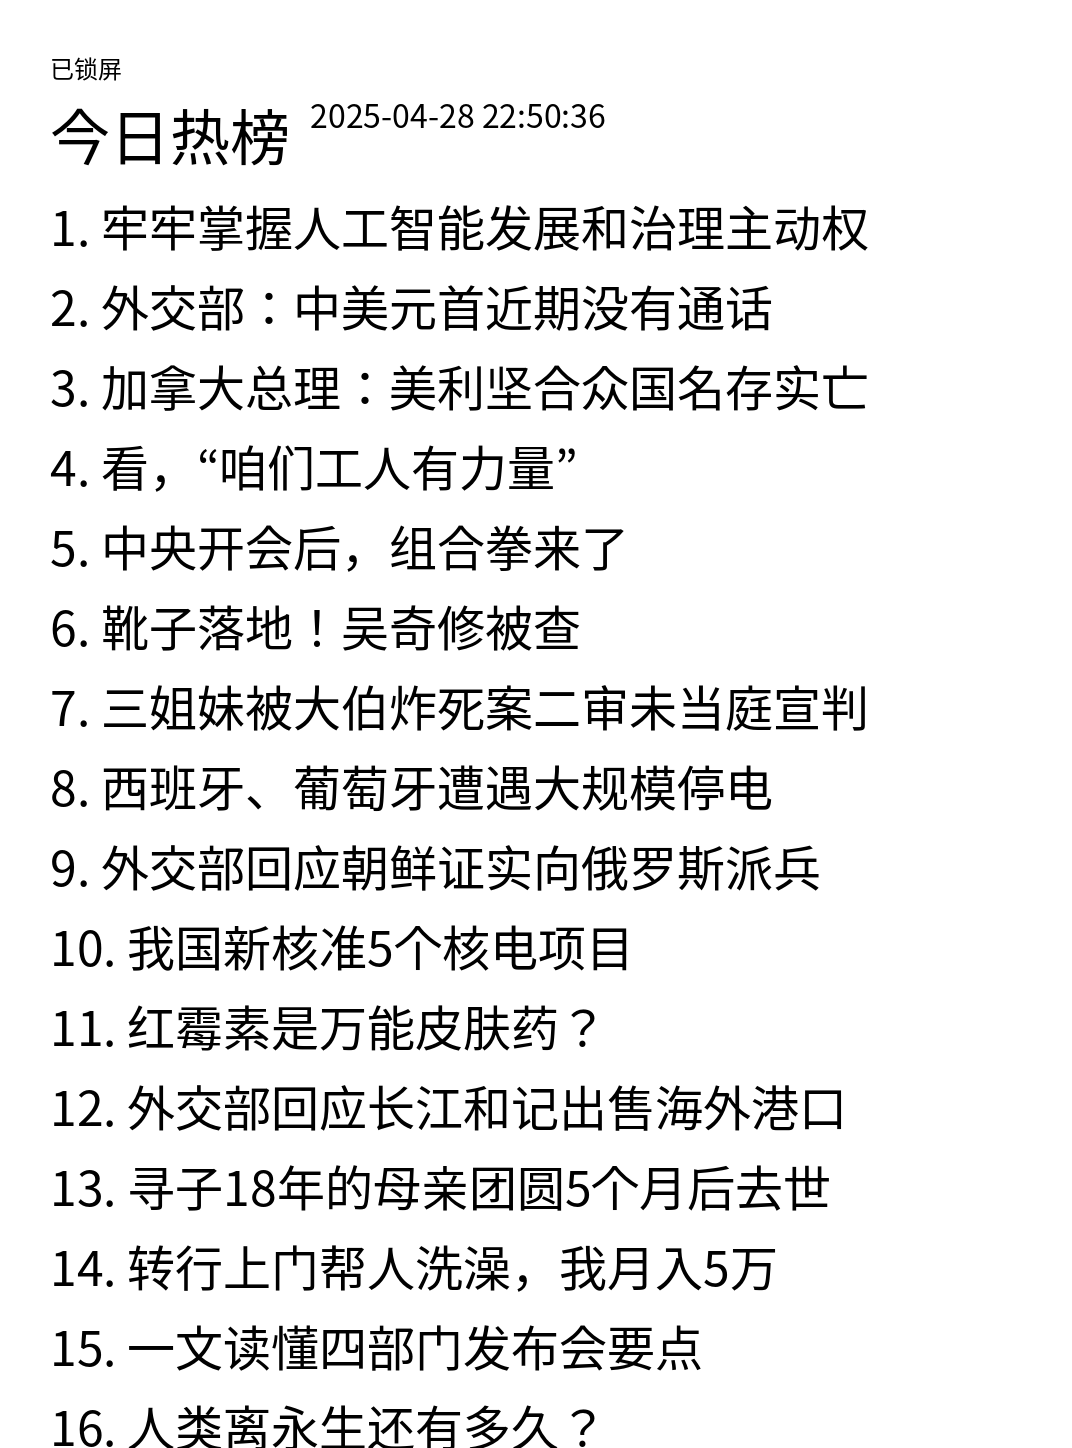 已锁屏
今日热榜 2025-04-28 22:50:36
1. 牢牢掌握人工智能发展和治理主动权
2. 外交部：中美元首近期没有通话
3. 加拿大总理：美利坚合众国名存实亡
4. 看，“咱们工人有力量”
5. 中央开会后，组合拳来了
6. 靴子落地！吴奇修被查
7. 三姐妹被大伯炸死案二审未当庭宣判
8. 西班牙、葡萄牙遭遇大规模停电
9. 外交部回应朝鲜证实向俄罗斯派兵
10. 我国新核准5个核电项目
11. 红霉素是万能皮肤药？
12. 外交部回应长江和记出售海外港口
13. 寻子18年的母亲团圆5个月后去世
14. 转行上门帮人洗澡，我月入5万
15. 一文读懂四部门发布会要点
16. 人类离永生还有多久？